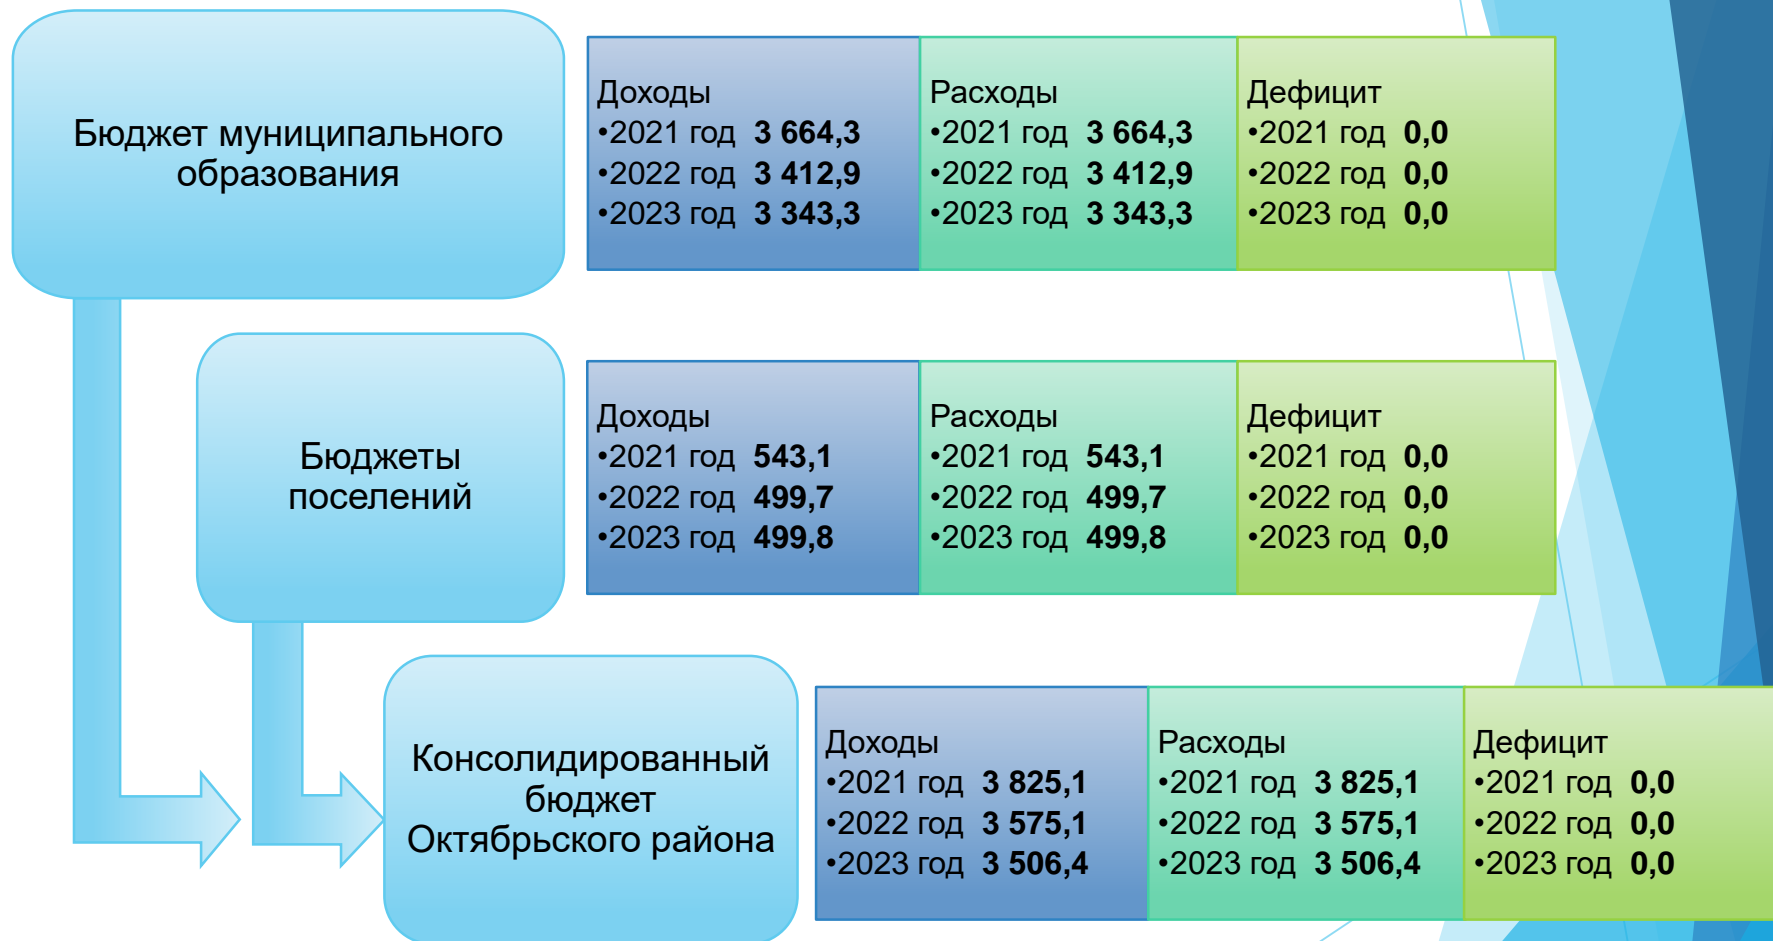 Бюджет муниципального
образования
Доходы
•2021 год 3 664,3
•2022 год 3 412,9
•2023 год 3 343,3
Расходы
•2021 год 3 664,3
•2022 год 3 412,9
•2023 год 3 343,3
Дефицит
•2021 год 0,0
•2022 год 0,0
•2023 год 0,0
Бюджеты
поселений
Доходы
•2021 год 543,1
•2022 год 499,7
•2023 год 499,8
Расходы
•2021 год 543,1
•2022 год 499,7
•2023 год 499,8
Дефицит
•2021 год 0,0
•2022 год 0,0
•2023 год 0,0
Консолидированный
бюджет
Октябрьского района
Доходы
•2021 год 3 825,1
•2022 год 3 575,1
•2023 год 3 506,4
Расходы
•2021 год 3 825,1
•2022 год 3 575,1
•2023 год 3 506,4
Дефицит
•2021 год 0,0
•2022 год 0,0
•2023 год 0,0